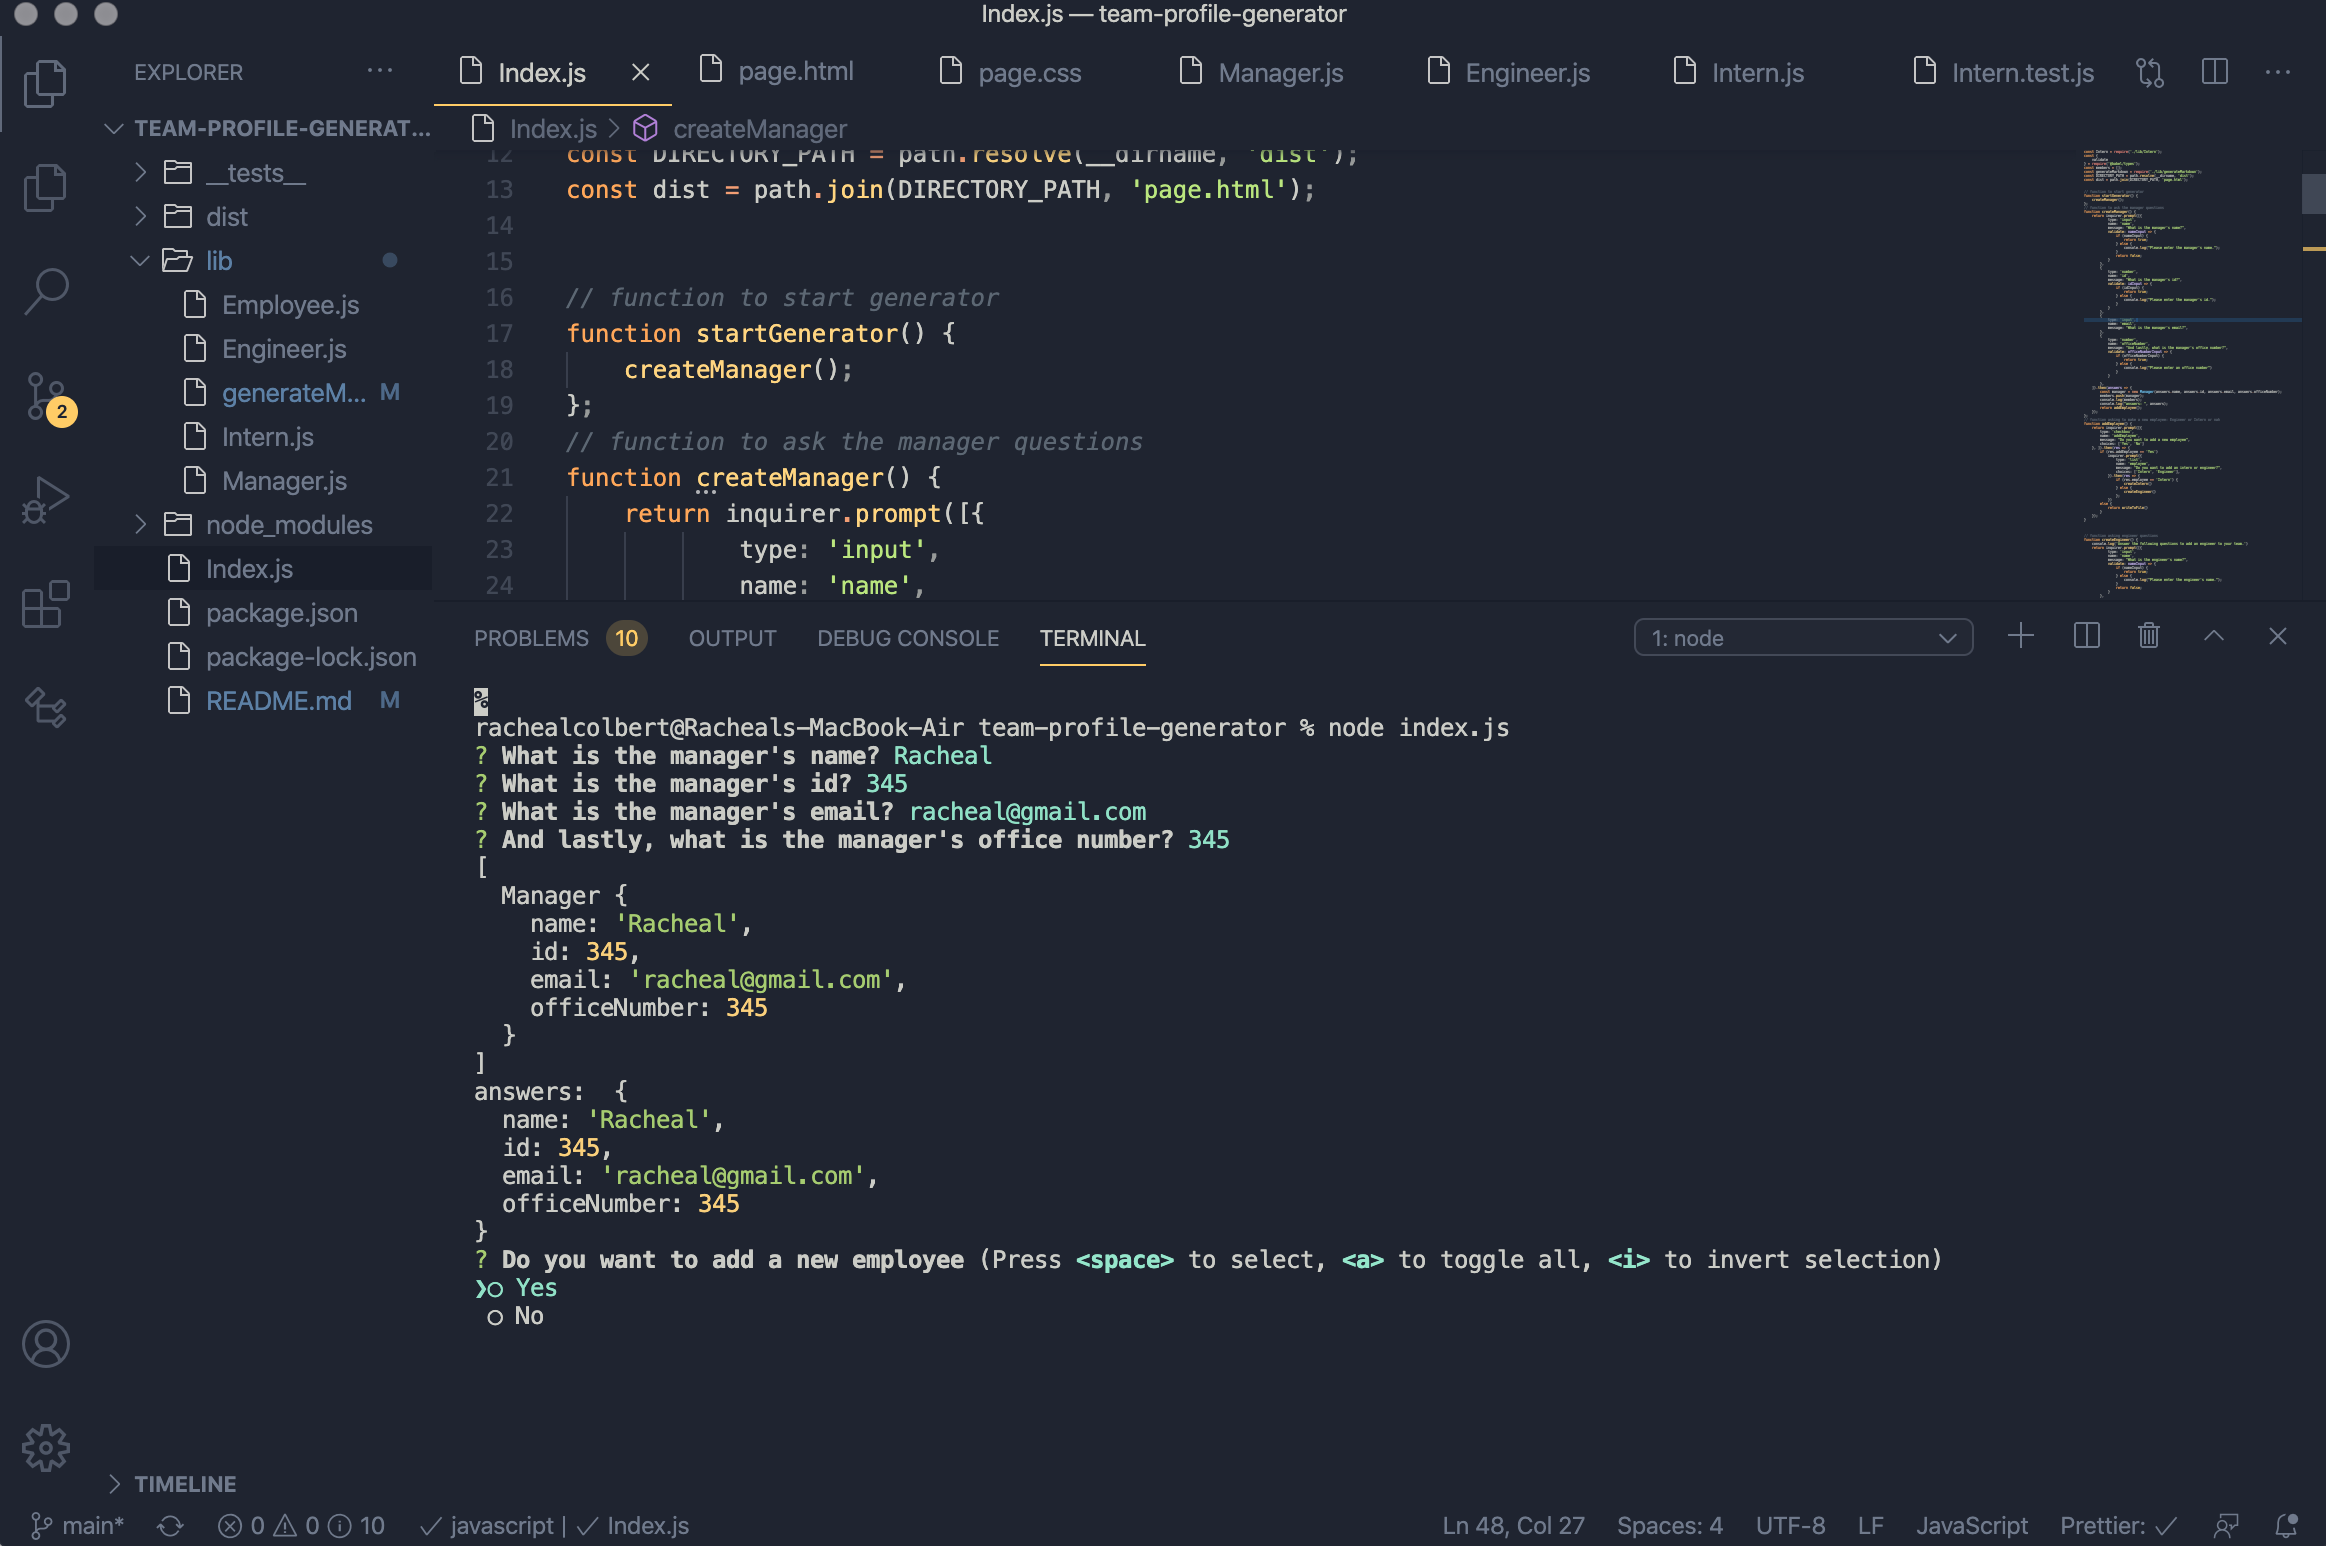 Index.js — team-profile-generator
EXPLORER
Index.js
page.html
page.css
Manager.js
Engineer.js
Intern.js
Intern.test.js
TEAM-PROFILE-GENERAT...
__tests__
dist
lib
Employee.js
Engineer.js
generateM... M
Intern.js
Manager.js
node_modules
Index.js
package.json
package-lock.json
README.md M
2
TIMELINE
Index.js > createManager
12 const DIRECTORY_PATH = path.resolve(__dirname, 'dist');
13 const dist = path.join(DIRECTORY_PATH, 'page.html');
14
15
16 // function to start generator
17 function startGenerator() {
18 createManager();
19 };
20 // function to ask the manager questions
21 function createManager() {
22 return inquirer.prompt([{
23 type: 'input',
24 name: 'name',
PROBLEMS 10 OUTPUT DEBUG CONSOLE TERMINAL 1: node
%
rachealcolbert@Racheals-MacBook-Air team-profile-generator % node index.js
? What is the manager's name? Racheal
? What is the manager's id? 345
? What is the manager's email? racheal@gmail.com
? And lastly, what is the manager's office number? 345
[
Manager {
name: 'Racheal',
id: 345,
email: 'racheal@gmail.com',
officeNumber: 345
}
]
answers:  {
name: 'Racheal',
id: 345,
email: 'racheal@gmail.com',
officeNumber: 345
}
? Do you want to add a new employee (Press <space> to select, <a> to toggle all, <i> to invert selection)
❯◯ Yes
◯ No
main* 0 0 10 javascript | Index.js Ln 48, Col 27 Spaces: 4 UTF-8 LF JavaScript Prettier: ✓